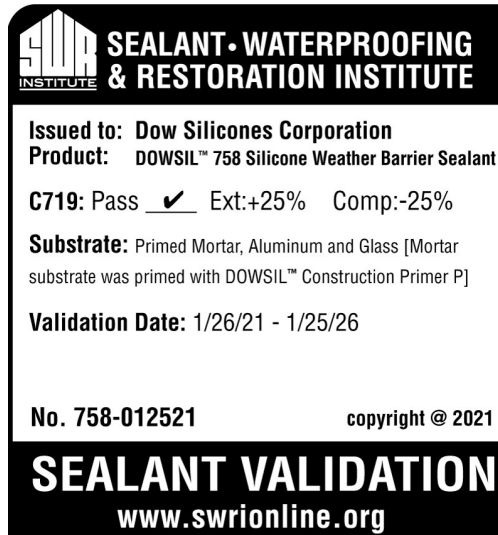 SWR
INSTITUTE
SEALANT • WATERPROOFING
& RESTORATION INSTITUTE
Issued to: Dow Silicones Corporation
Product: DOWSIL™ 758 Silicone Weather Barrier Sealant
C719: Pass ✔ Ext:+25% Comp:-25%
Substrate: Primed Mortar, Aluminum and Glass [Mortar
substrate was primed with DOWSIL™ Construction Primer P]
Validation Date: 1/26/21 - 1/25/26
No. 758-012521 copyright @ 2021
SEALANT VALIDATION
www.swrionline.org